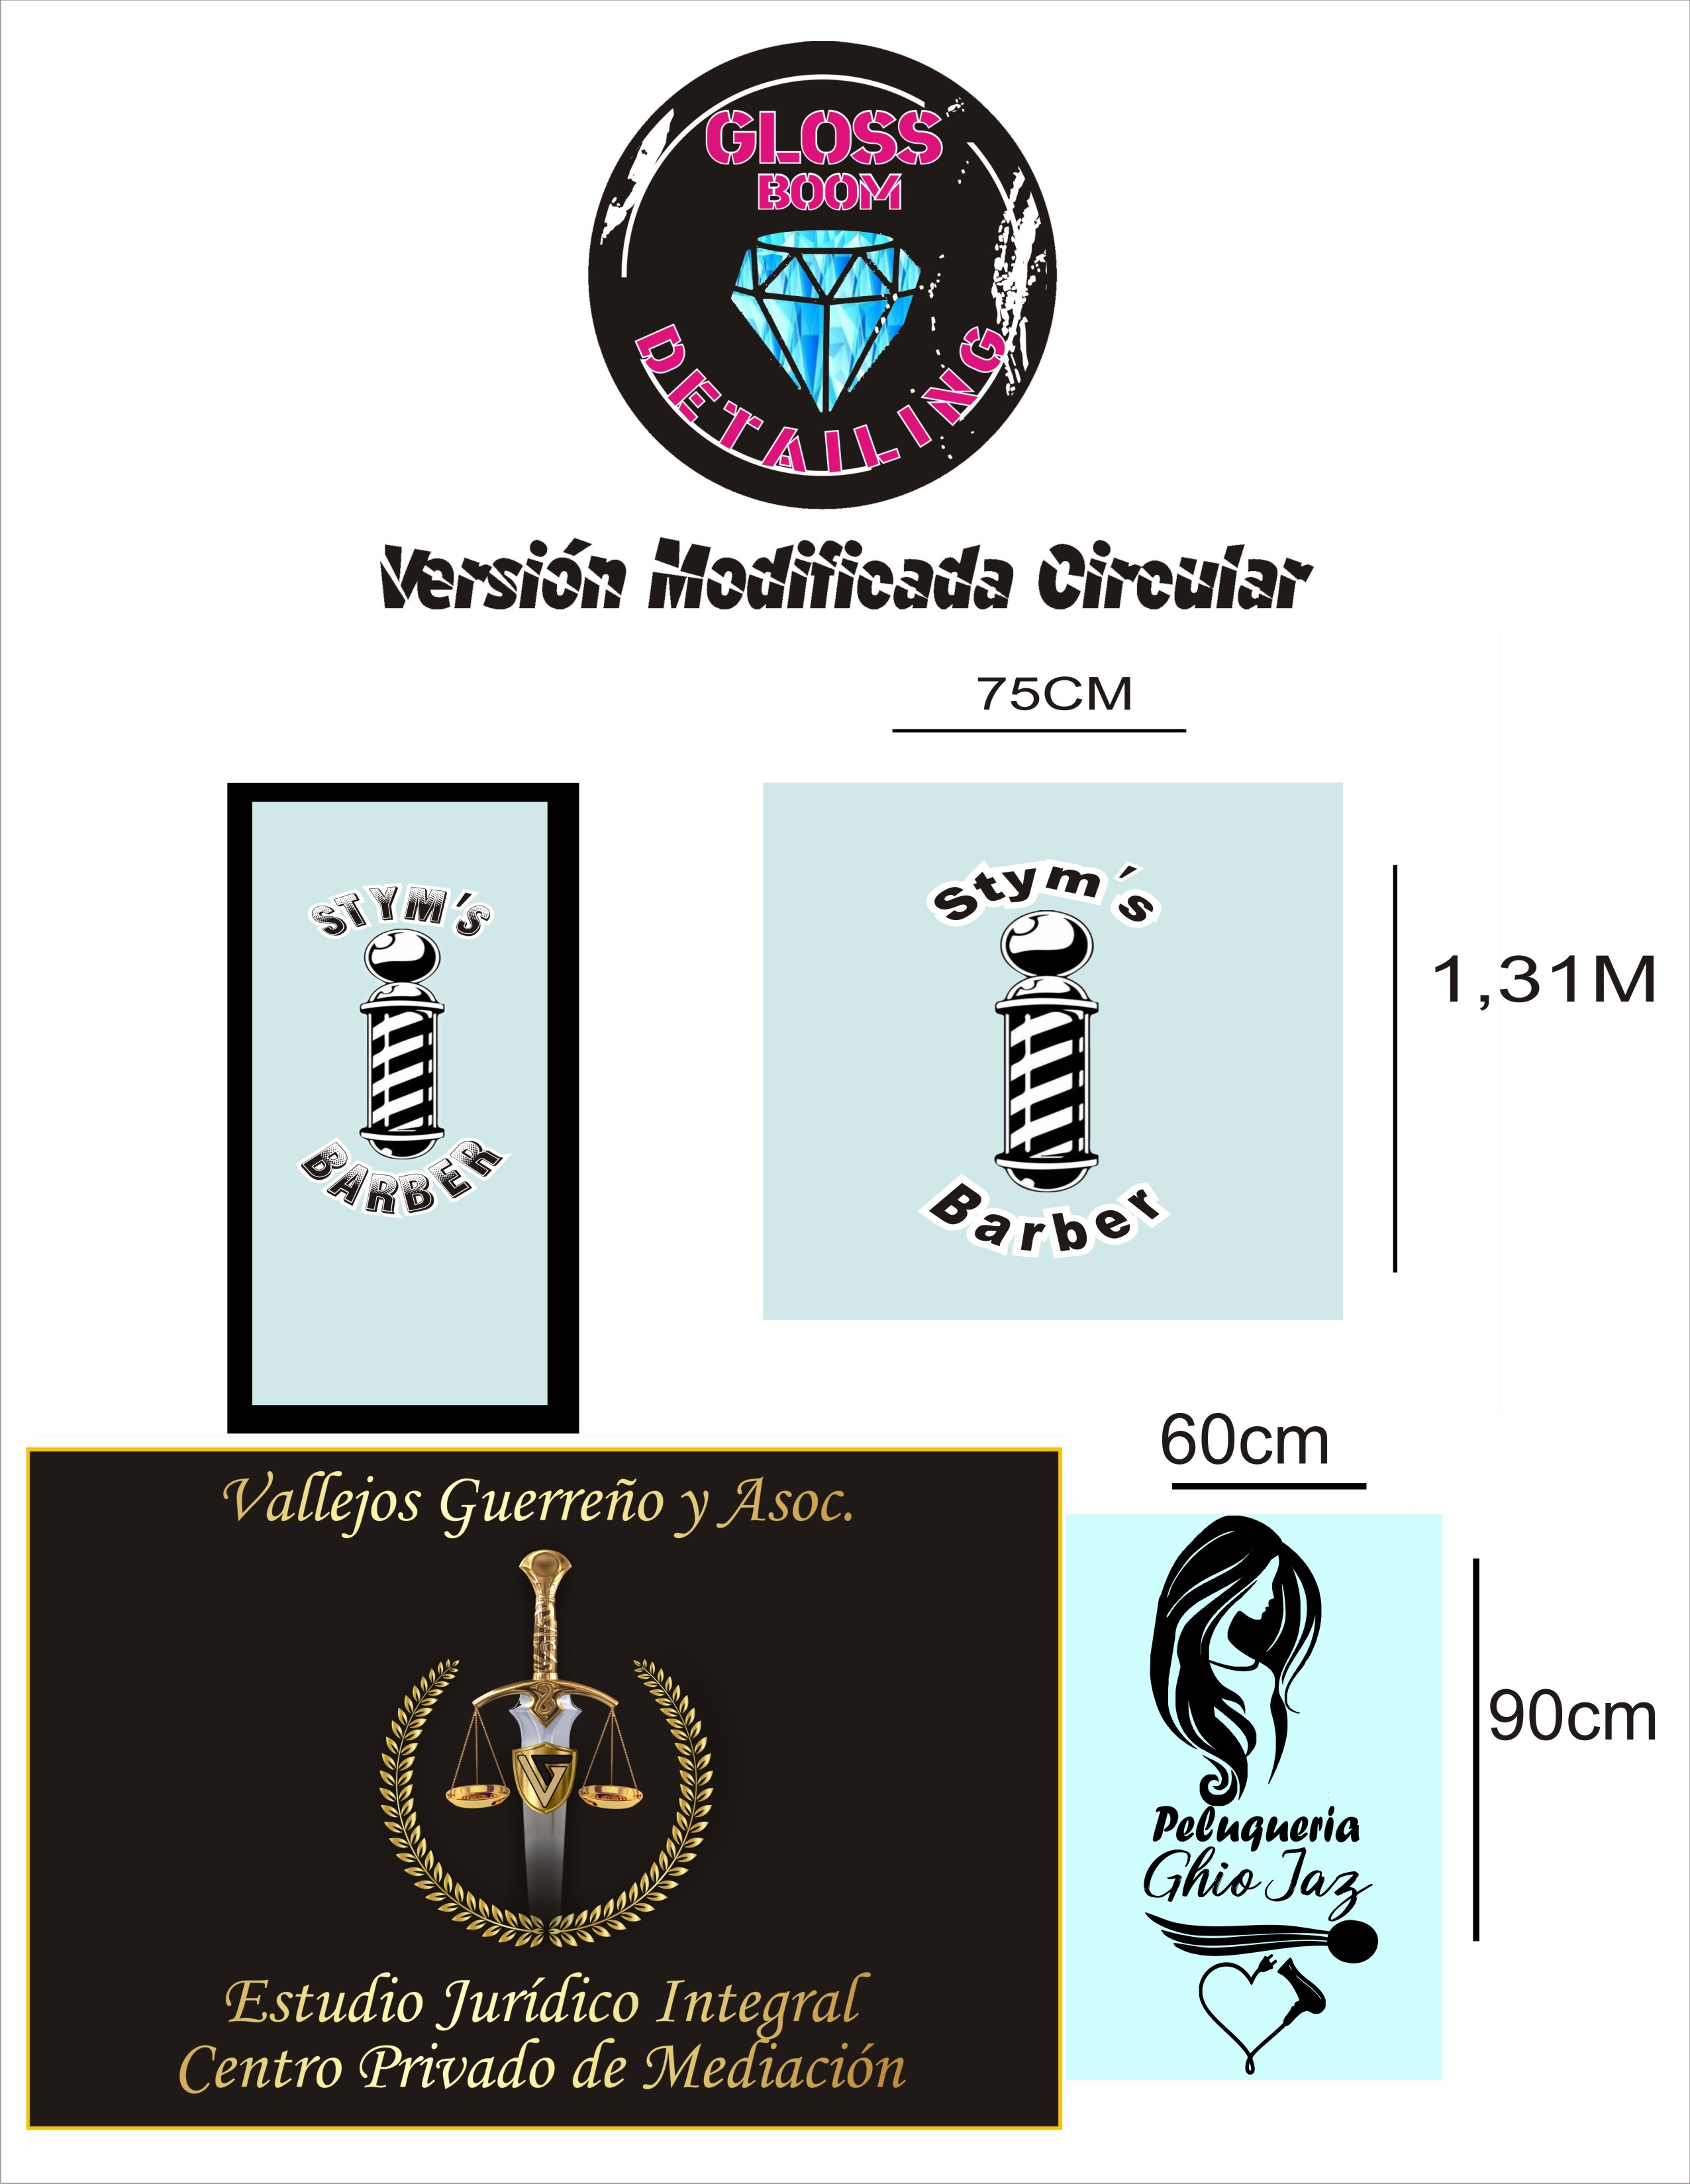 GLOSS
BOOM
DETAILING
Versión Modificada Circular
75CM
STYM'S
BARBER
Stym´s
Barber
1,31M
60cm
Vallejos Guerreño y Asoc.
V
Estudio Jurídico Integral
Centro Privado de Mediación
Peluqueria
Ghio Jaz
90cm